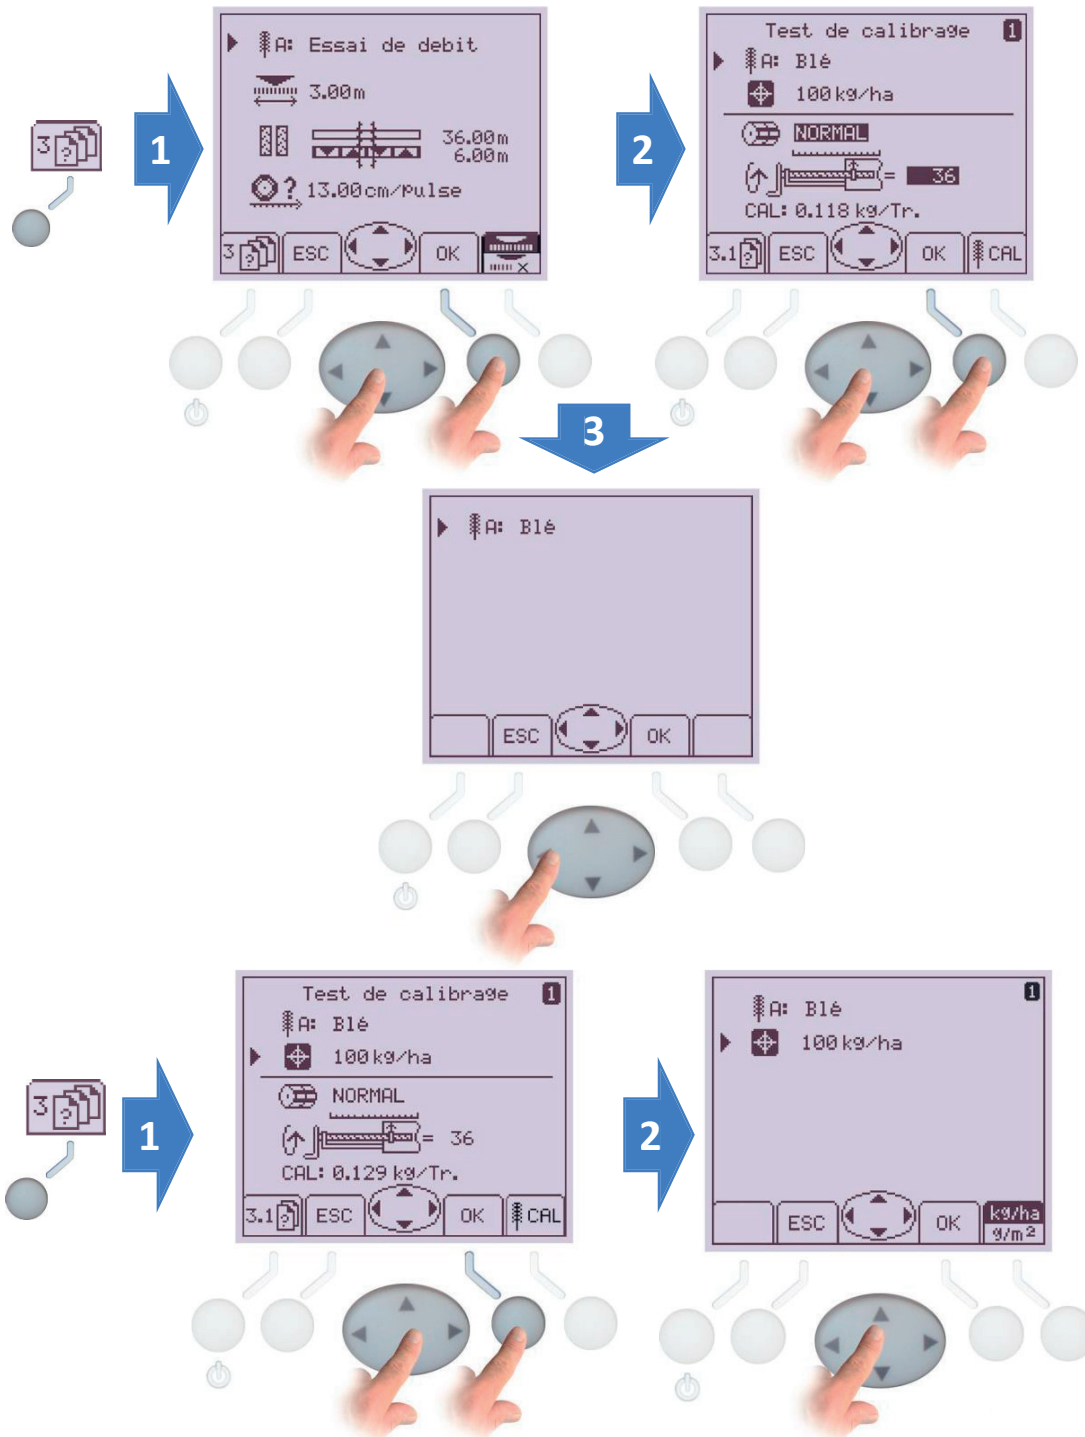 A: Essai de debit
3.00m
36.00m
6.00m
? 13.00cm/Pulse
3 ? ESC OK X
3 ?
1
Test de calibrage 1
A: Blé
100kg/ha
NORMAL
= 36
CAL: 0.118 kg/Tr.
3.1 ? ESC OK CAL
2
3
A: Blé
ESC OK
3 ?
1
Test de calibrage 1
A: Blé
100kg/ha
NORMAL
= 36
CAL: 0.129 kg/Tr.
3.1 ? ESC OK CAL
2
1
A: Blé
100kg/ha
ESC OK kg/ha
g/m²